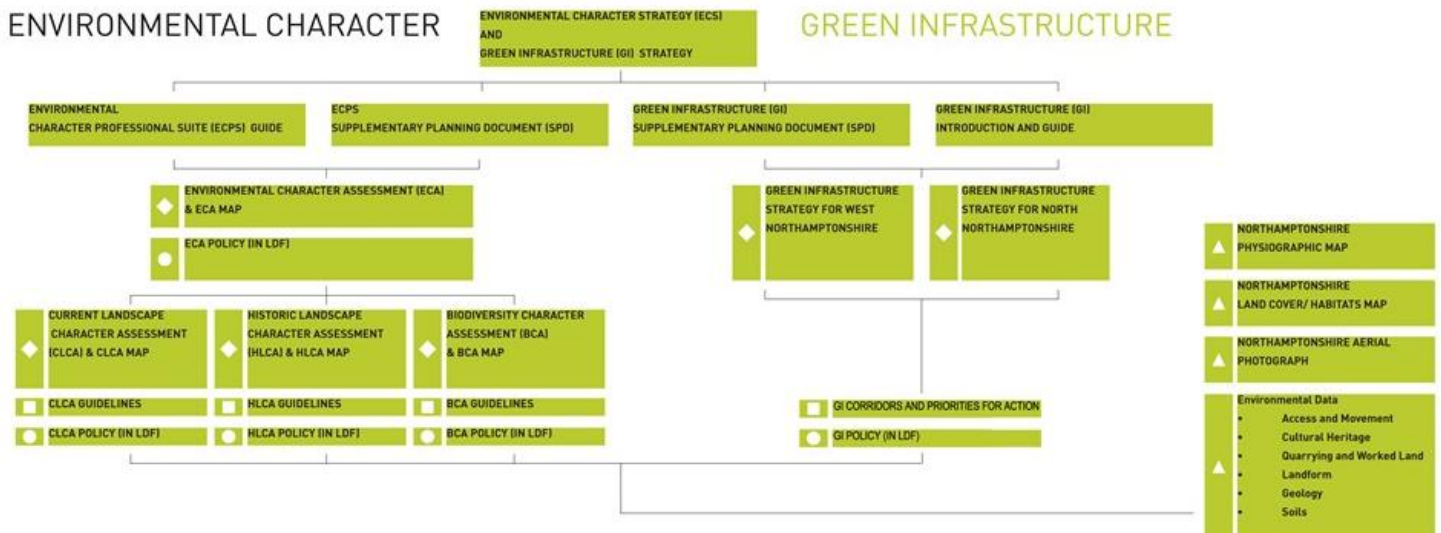 ENVIRONMENTAL CHARACTER
ENVIRONMENTAL CHARACTER STRATEGY (ECS)
AND
GREEN INFRASTRUCTURE (GI) STRATEGY
GREEN INFRASTRUCTURE
ENVIRONMENTAL
CHARACTER PROFESSIONAL SUITE (ECPS) GUIDE
ECPS
SUPPLEMENTARY PLANNING DOCUMENT (SPD)
GREEN INFRASTRUCTURE (GI)
SUPPLEMENTARY PLANNING DOCUMENT (SPD)
GREEN INFRASTRUCTURE (GI)
INTRODUCTION AND GUIDE
ENVIRONMENTAL CHARACTER ASSESSMENT (ECA)
& ECA MAP
ECA POLICY (IN LDF)
GREEN INFRASTRUCTURE
STRATEGY FOR WEST
NORTHAMPTONSHIRE
GREEN INFRASTRUCTURE
STRATEGY FOR NORTH
NORTHAMPTONSHIRE
CURRENT LANDSCAPE
CHARACTER ASSESSMENT
(CLCA) & CLCA MAP
HISTORIC LANDSCAPE
CHARACTER ASSESSMENT
(HLCA) & HLCA MAP
BIODIVERSITY CHARACTER
ASSESSMENT (BCA)
& BCA MAP
CLCA GUIDELINES
HLCA GUIDELINES
BCA GUIDELINES
CLCA POLICY (IN LDF)
HLCA POLICY (IN LDF)
BCA POLICY (IN LDF)
GI CORRIDORS AND PRIORITIES FOR ACTION
GI POLICY (IN LDF)
NORTHAMPTONSHIRE
PHYSIOGRAPHIC MAP
NORTHAMPTONSHIRE
LAND COVER/ HABITATS MAP
NORTHAMPTONSHIRE AERIAL
PHOTOGRAPH
Environmental Data
• Access and Movement
• Cultural Heritage
• Quarrying and Worked Land
• Landform
• Geology
• Soils